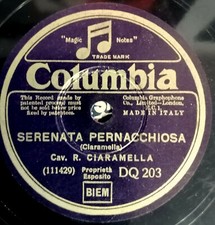 "Magic Notes"
TRADE MARK
Columbia
This Record made by
patented process must
not be sold below price
fixed by patentees.
Columbia Graphophone
Co., Limited—London.
MADE IN ITALY
SERENATA PERNACCHIOSA
(Ciaramella)
Cav. R. CIARAMELLA
(111429)
Proprietà
Esposito
DQ 203
BIEM